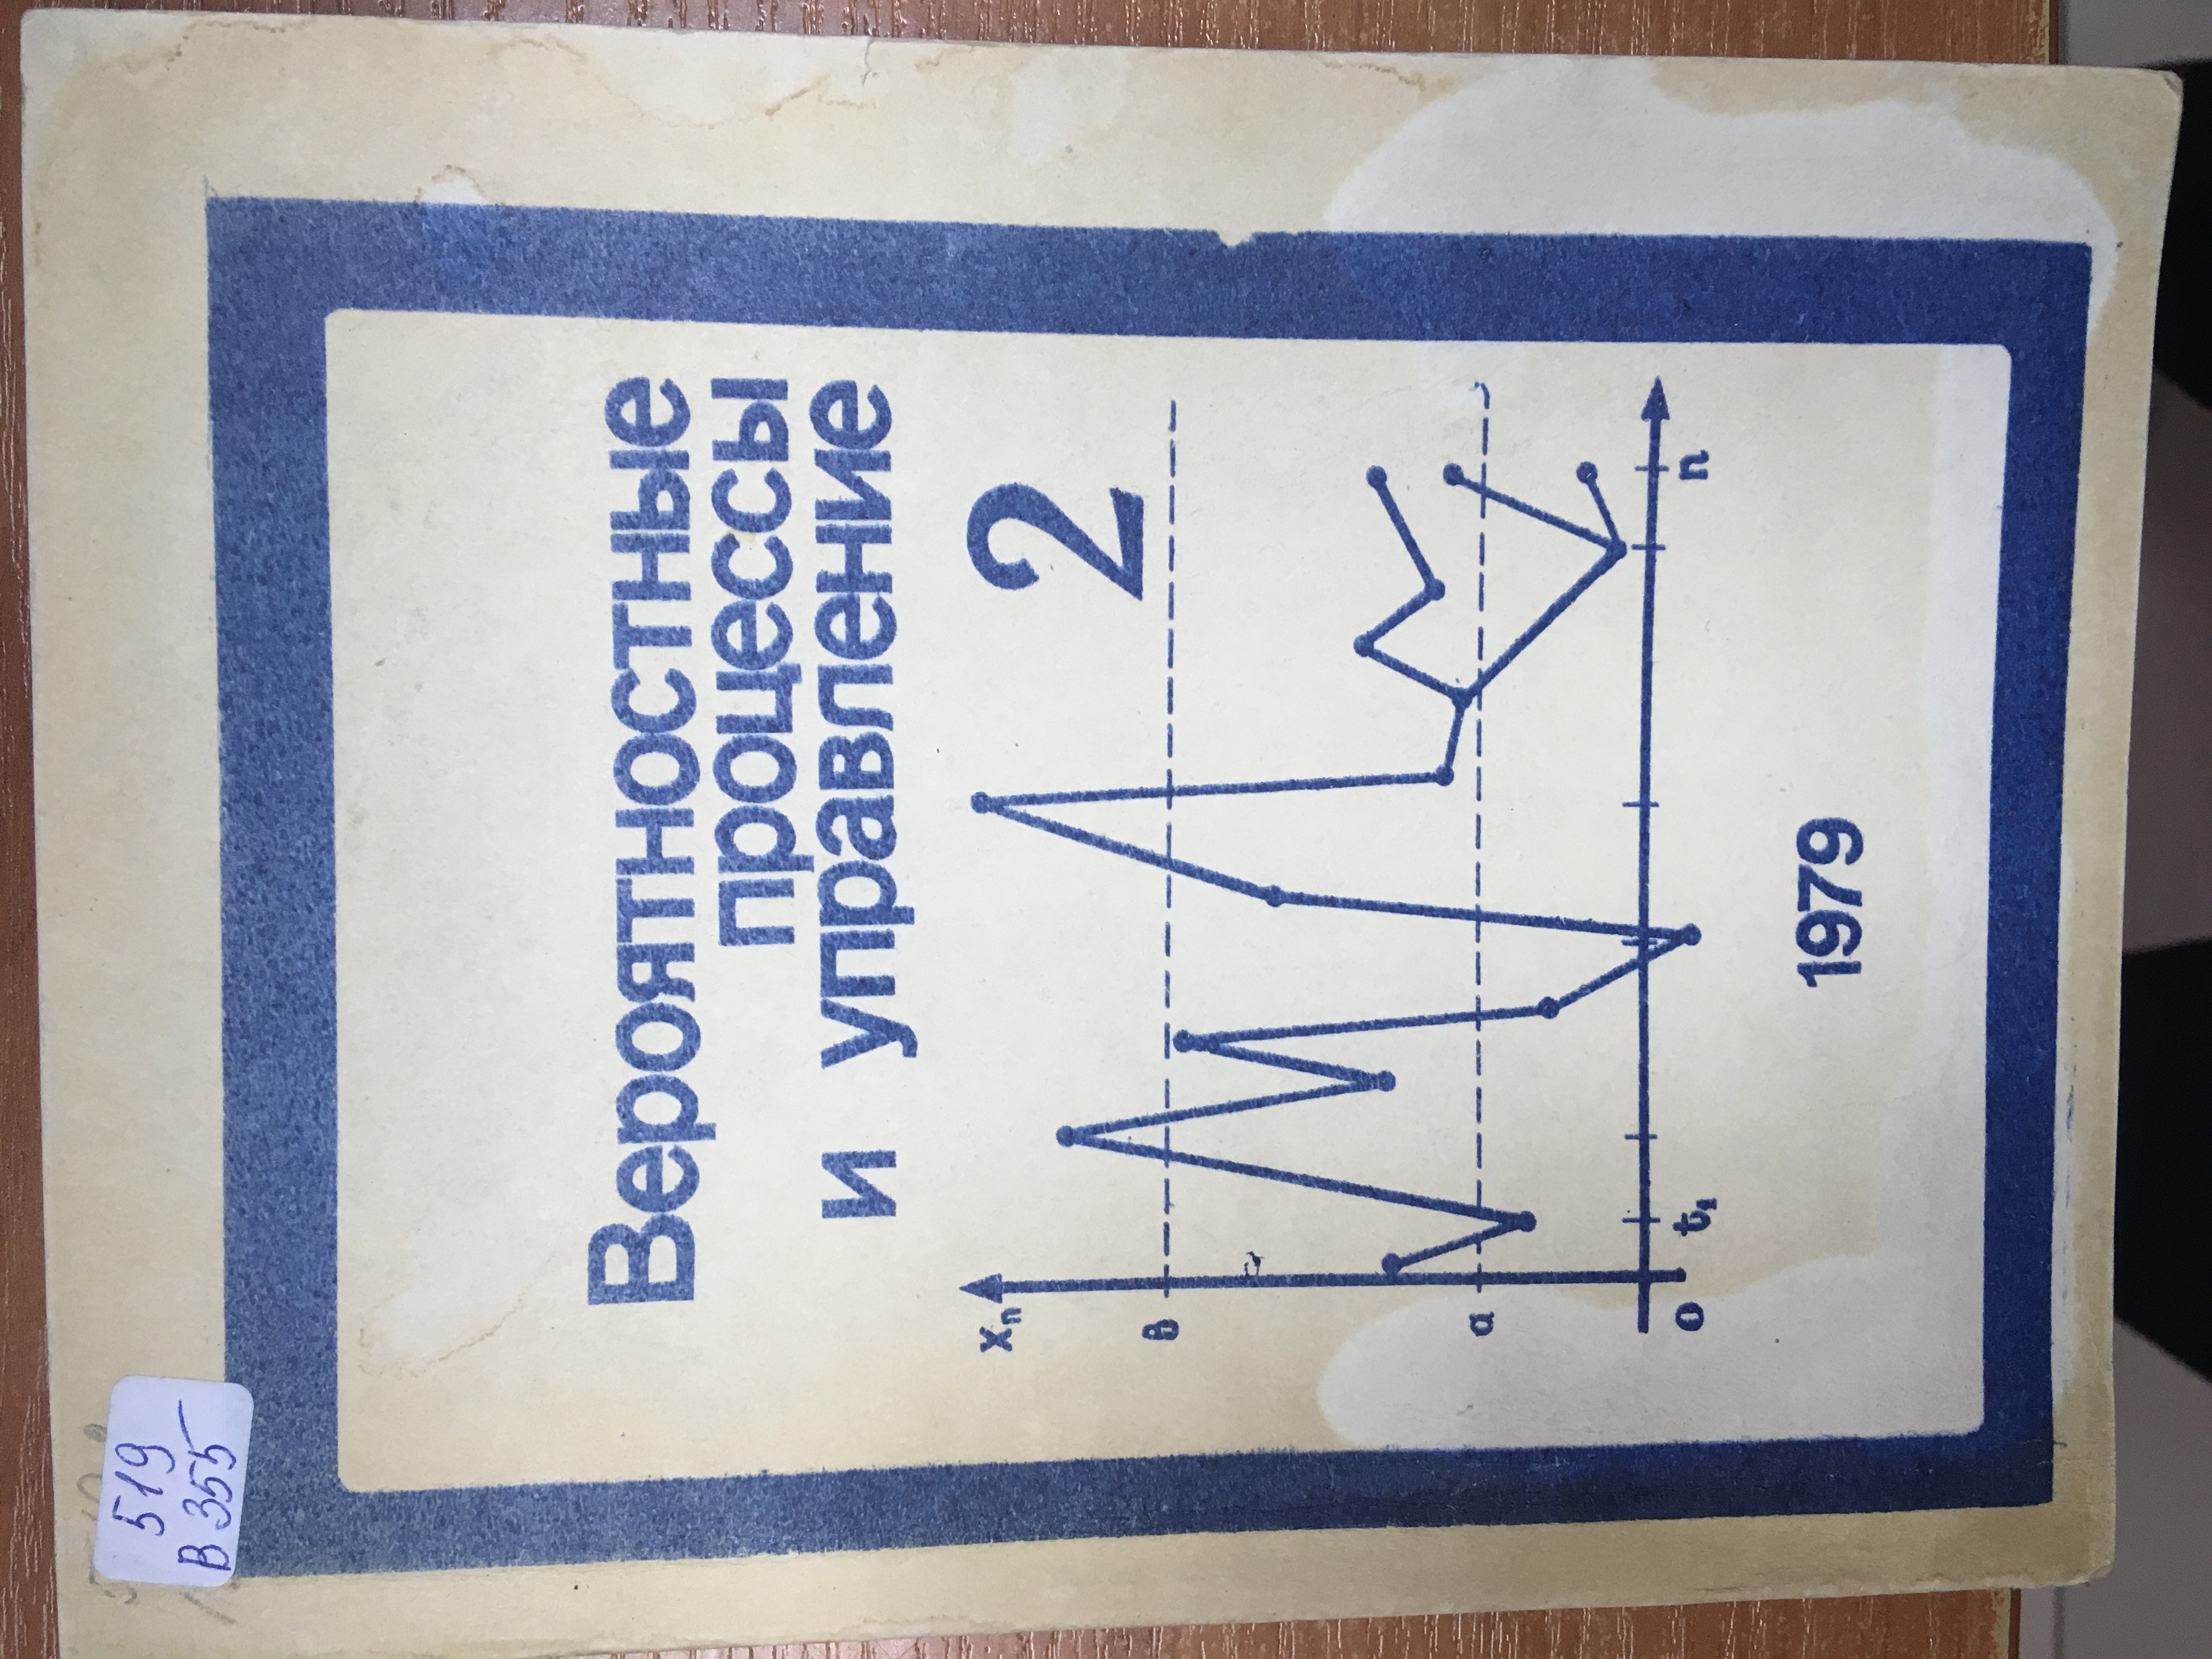 519
В 355
Вероятностные
процессы
и управление
2
xₙ
в
а
0
t₁
n
1979